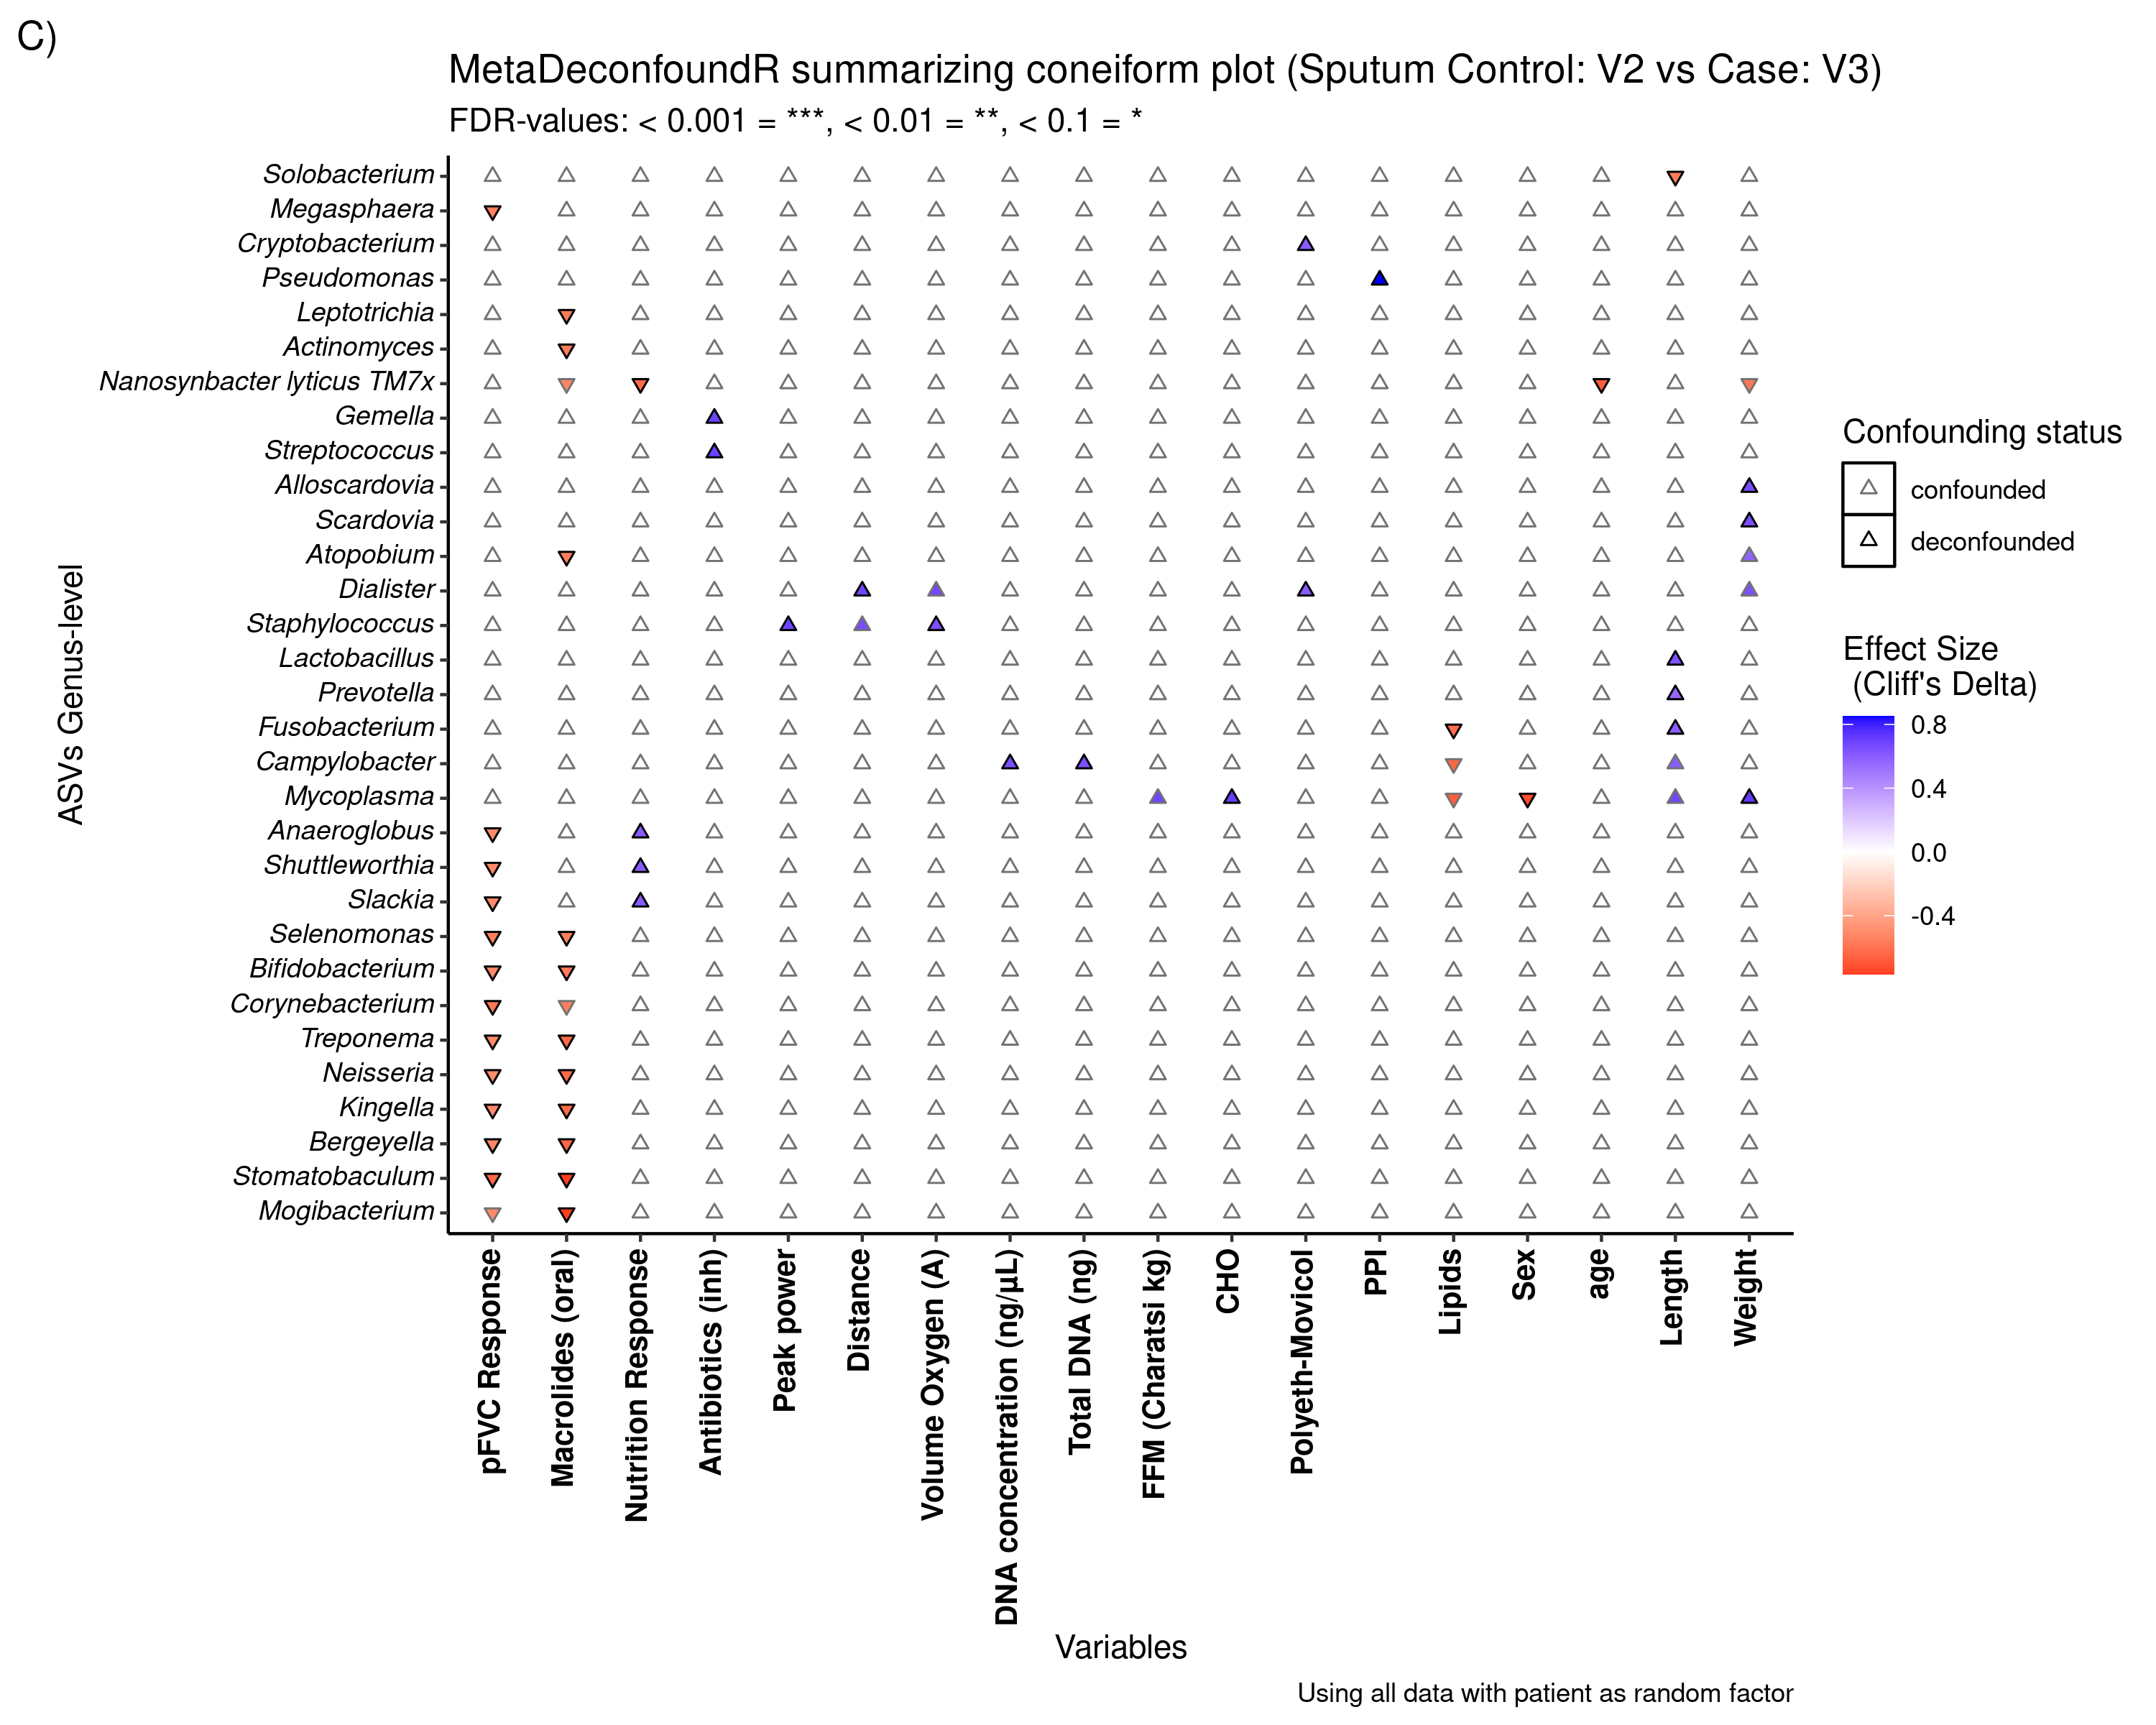 C)
MetaDeconfoundR summarizing coneiform plot (Sputum Control: V2 vs Case: V3)
FDR-values: < 0.001 = ***, < 0.01 = **, < 0.1 = *
ASVs Genus-level
Solobacterium
Megasphaera
Cryptobacterium
Pseudomonas
Leptotrichia
Actinomyces
Nanosynbacter lyticus TM7x
Gemella
Streptococcus
Alloscardovia
Scardovia
Atopobium
Dialister
Staphylococcus
Lactobacillus
Prevotella
Fusobacterium
Campylobacter
Mycoplasma
Anaeroglobus
Shuttleworthia
Slackia
Selenomonas
Bifidobacterium
Corynebacterium
Treponema
Neisseria
Kingella
Bergeyella
Stomatobaculum
Mogibacterium
pFVC Response
Macrolides (oral)
Nutrition Response
Antibiotics (inh)
Peak power
Distance
Volume Oxygen (A)
DNA concentration (ng/µL)
Total DNA (ng)
FFM (Charatsi kg)
CHO
Polyeth-Movicol
PPI
Lipids
Sex
age
Length
Weight
Variables
Confounding status
confounded
deconfounded
Effect Size
(Cliff's Delta)
0.8
0.4
0.0
-0.4
Using all data with patient as random factor